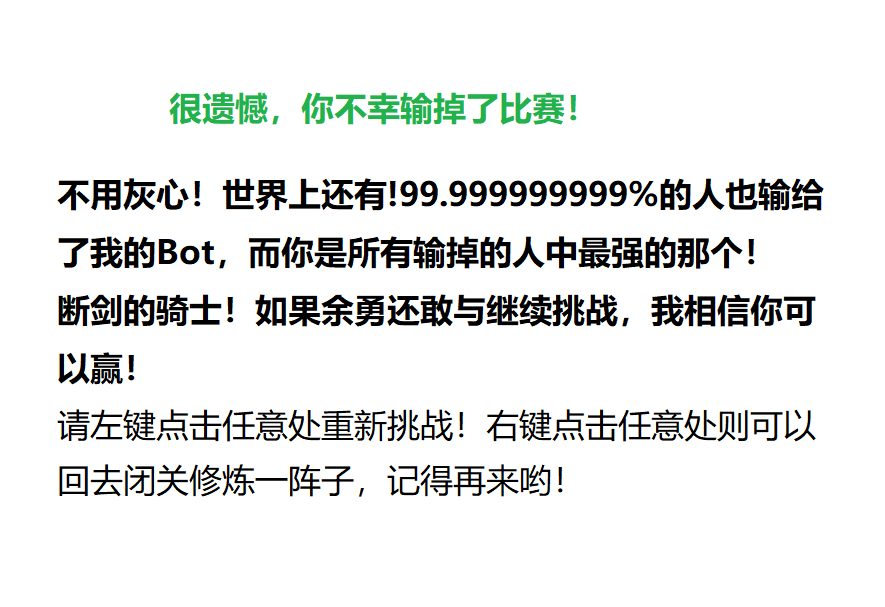 很遗憾，你不幸输掉了比赛！
不用灰心！世界上还有!99.999999999%的人也输给
了我的Bot，而你是所有输掉的人中最强的那个！
断剑的骑士！如果余勇还敢与继续挑战，我相信你可
以赢！
请左键点击任意处重新挑战！右键点击任意处则可以
回去闭关修炼一阵子，记得再来哟！